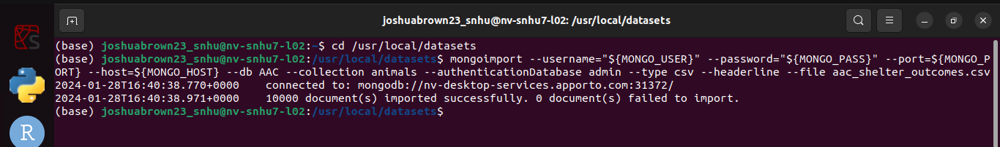 joshuabrown23_snhu@nv-snhu7-l02: /usr/local/datasets
(base) joshuabrown23_snhu@nv-snhu7-l02:~$ cd /usr/local/datasets
(base) joshuabrown23_snhu@nv-snhu7-l02:/usr/local/datasets$ mongoimport --username="${MONGO_USER}" --password="${MONGO_PASS}" --port=${MONGO_P
ORT} --host=${MONGO_HOST} --db AAC --collection animals --authenticationDatabase admin --type csv --headerline --file aac_shelter_outcomes.csv
2024-01-28T16:40:38.770+0000    connected to: mongodb://nv-desktop-services.apporto.com:31372/
2024-01-28T16:40:38.971+0000    10000 document(s) imported successfully. 0 document(s) failed to import.
(base) joshuabrown23_snhu@nv-snhu7-l02:/usr/local/datasets$
S
R